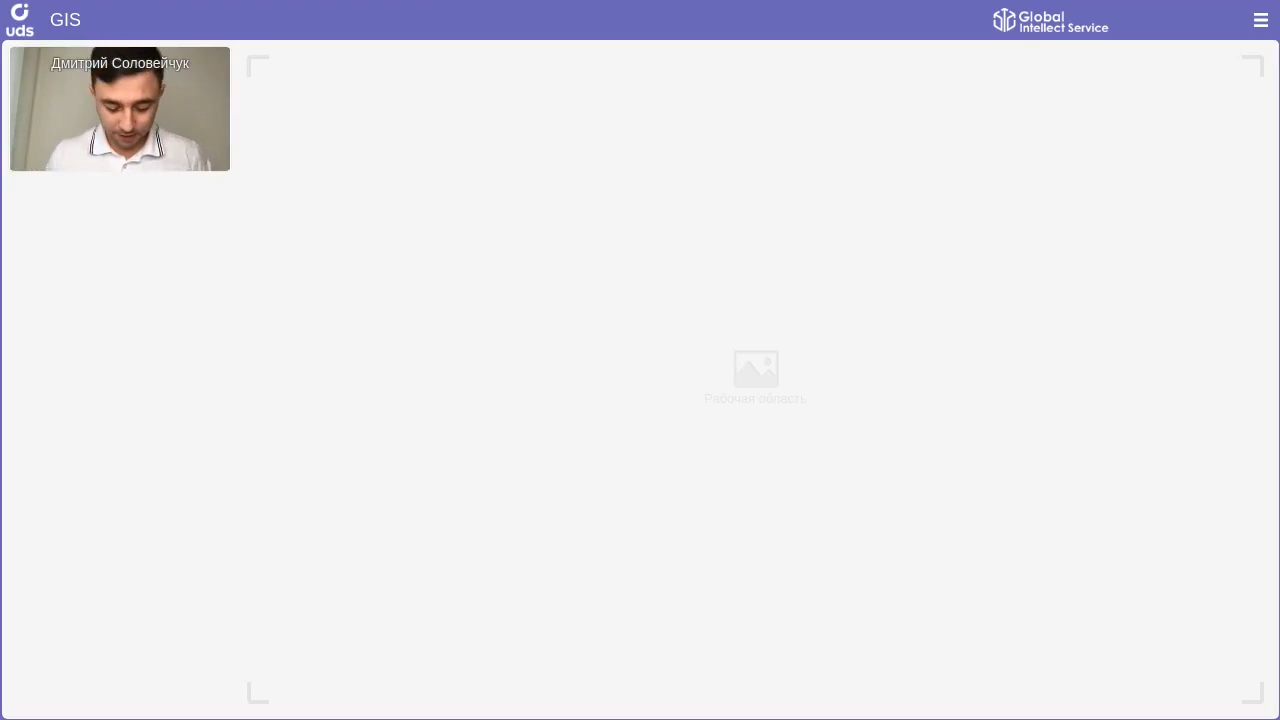 uds
GIS
Global
Intellect Service
Дмитрий Соловейчук
Рабочая область